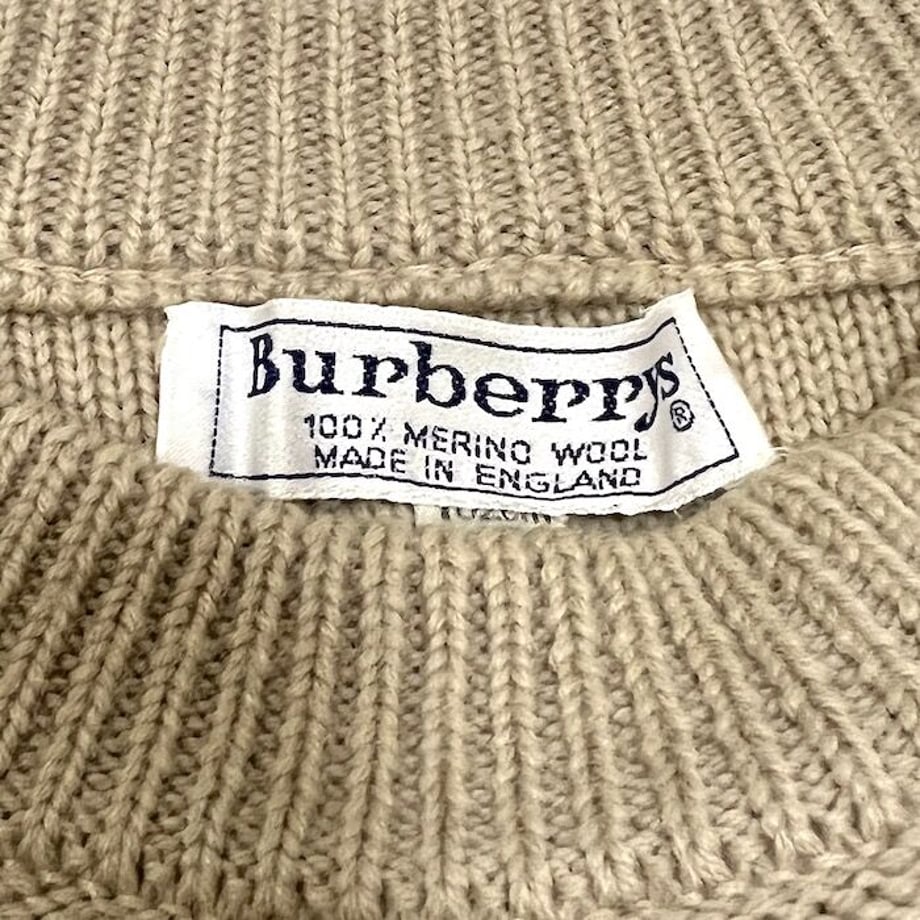 Burberrys®
100% MERINO WOOL
MADE IN ENGLAND